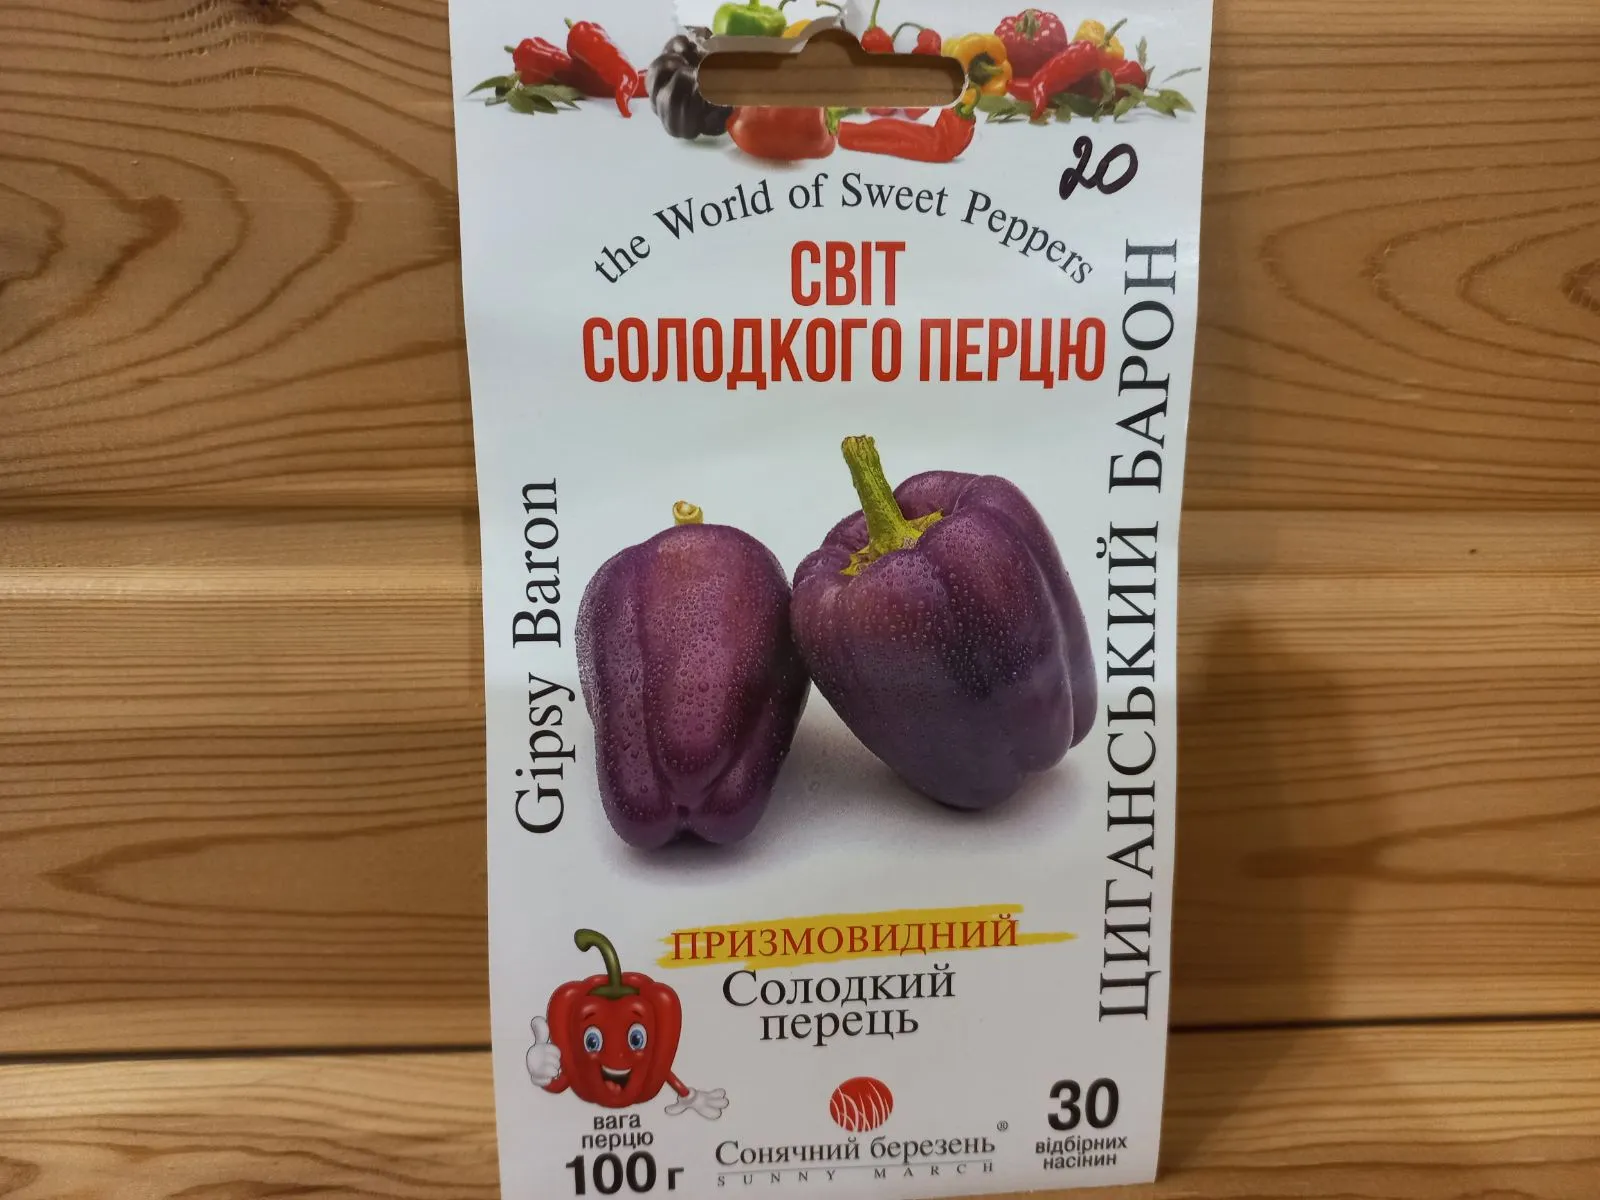 20
the World of Sweet Peppers
СВІТ
СОЛОДКОГО ПЕРЦЮ
Gipsy Baron
ЦИГАНСЬКИЙ БАРОН
ПРИЗМОВИДНИЙ
Солодкий
перець
вага
перцю
100 г
Сонячний березень®
SUNNY MARCH
30
відбірних
насінин